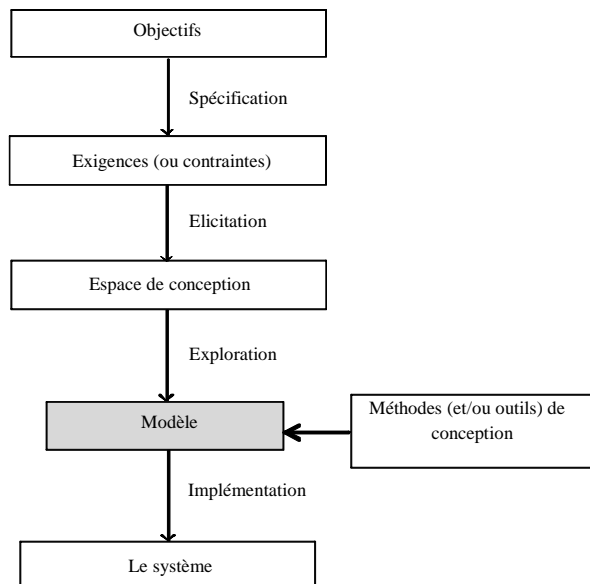 Objectifs
Spécification
Exigences (ou contraintes)
Elicitation
Espace de conception
Exploration
Modèle
Méthodes (et/ou outils) de
conception
Implémentation
Le système